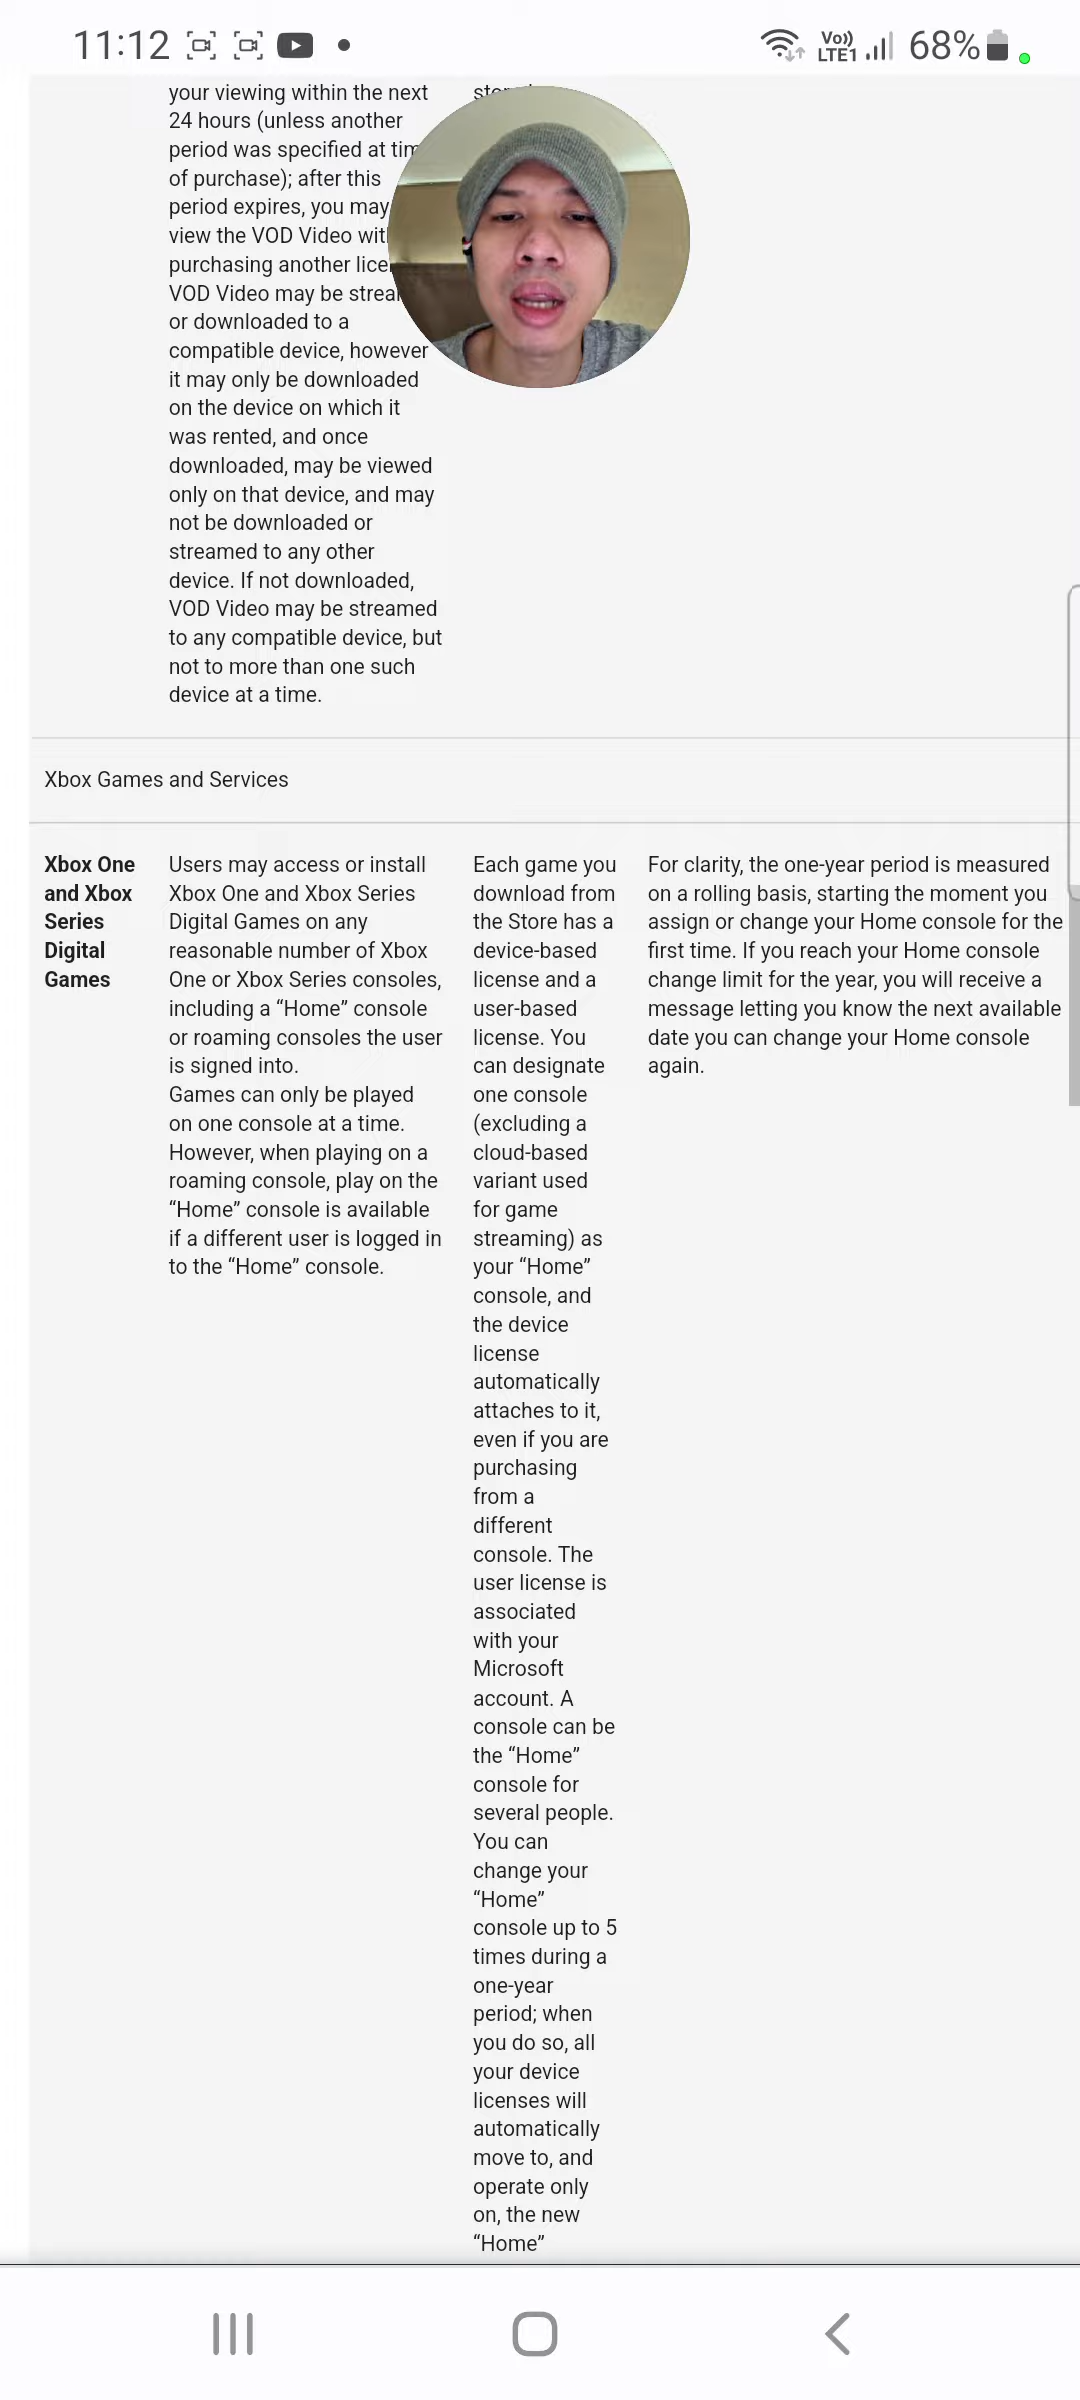 11:12
Vo)) LTE1 68%
your viewing within the next
24 hours (unless another
period was specified at
of purchase); after this
period expires, you may
view the VOD Video
purchasing another
VOD Video may be
or downloaded to a
compatible device, however
it may only be downloaded
on the device on which it
was rented, and once
downloaded, may be viewed
only on that device, and may
not be downloaded or
streamed to any other
device. If not downloaded,
VOD Video may be streamed
to any compatible device, but
not to more than one such
device at a time.
Xbox Games and Services
Xbox One
and Xbox
Series
Digital
Games
Users may access or install
Xbox One and Xbox Series
Digital Games on any
reasonable number of Xbox
One or Xbox Series consoles,
including a “Home” console
or roaming consoles the user
is signed into.
Games can only be played
on one console at a time.
However, when playing on a
roaming console, play on the
“Home” console is available
if a different user is logged in
to the “Home” console.
Each game you
download from
the Store has a
device-based
license and a
user-based
license. You
can designate
one console
(excluding a
cloud-based
variant used
for game
streaming) as
your “Home”
console, and
the device
license
automatically
attaches to it,
even if you are
purchasing
from a
different
console. The
user license is
associated
with your
Microsoft
account. A
console can be
the “Home”
console for
several people.
You can
change your
“Home”
console up to 5
times during a
one-year
period; when
you do so, all
your device
licenses will
automatically
move to, and
operate only
on, the new
“Home”
For clarity, the one-year period is measured
on a rolling basis, starting the moment you
assign or change your Home console for the
first time. If you reach your Home console
change limit for the year, you will receive a
message letting you know the next available
date you can change your Home console
again.